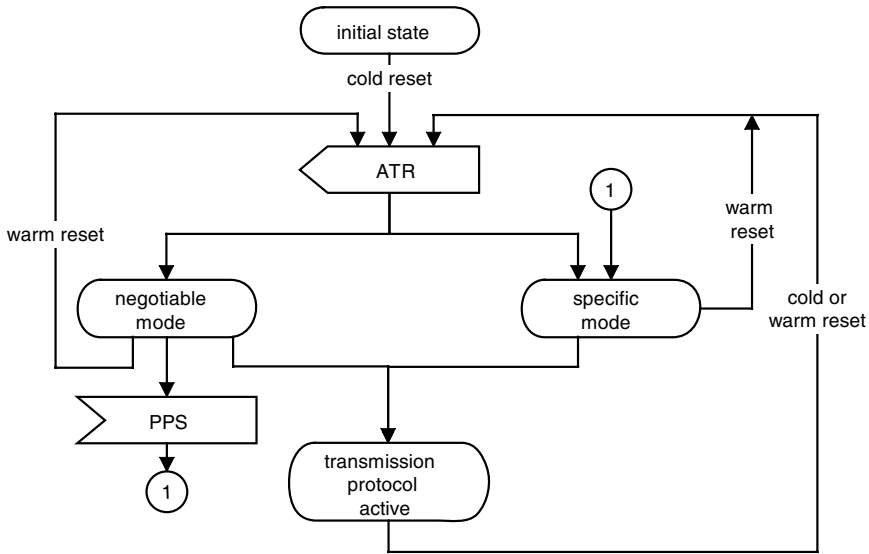 initial state
cold reset
ATR
1
warm reset
warm
reset
negotiable
mode
specific
mode
cold or
warm reset
PPS
transmission
protocol
active
1